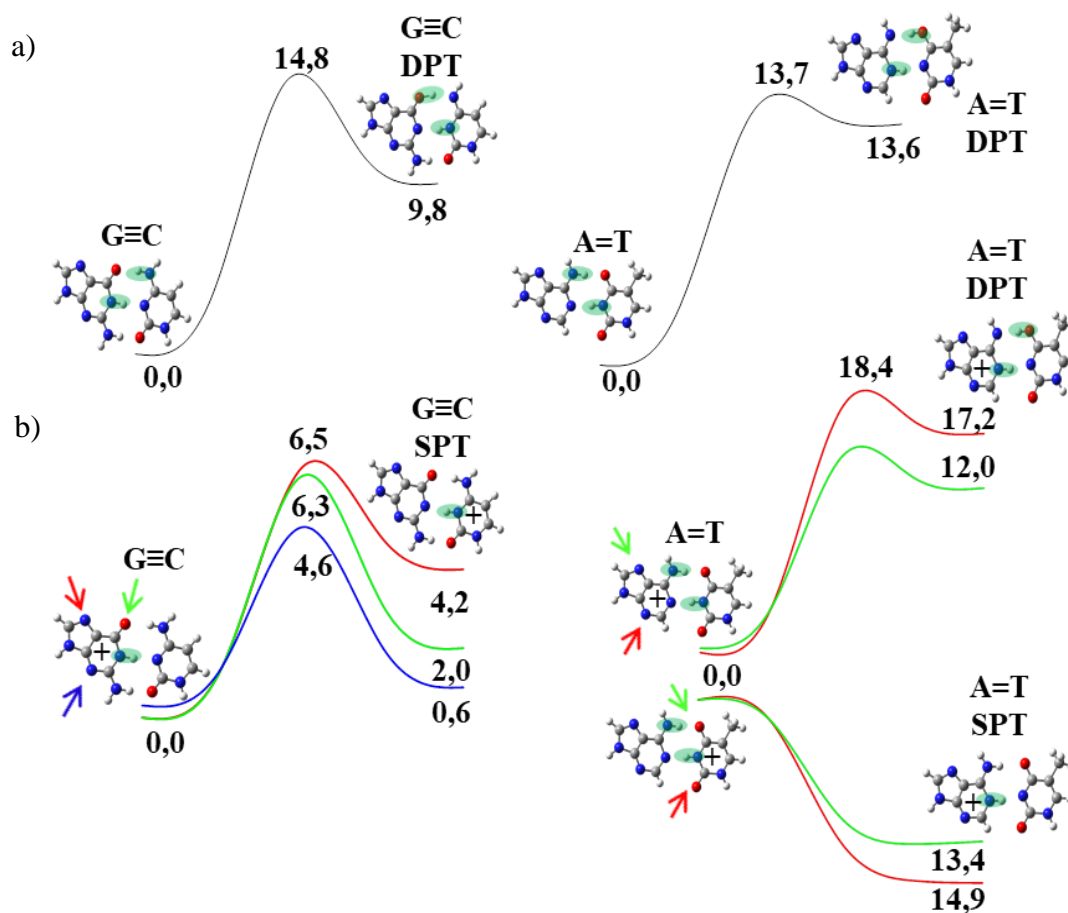 a)
G≡C
DPT
14,8
9,8
G≡C
0,0
13,7
A=T
DPT
13,6
A=T
0,0
b)
G≡C
SPT
6,5
6,3
4,6
4,2
2,0
0,6
G≡C
+
+
0,0
A=T
DPT
+
18,4
17,2
12,0
A=T
+
0,0
+
A=T
SPT
+
13,4
14,9